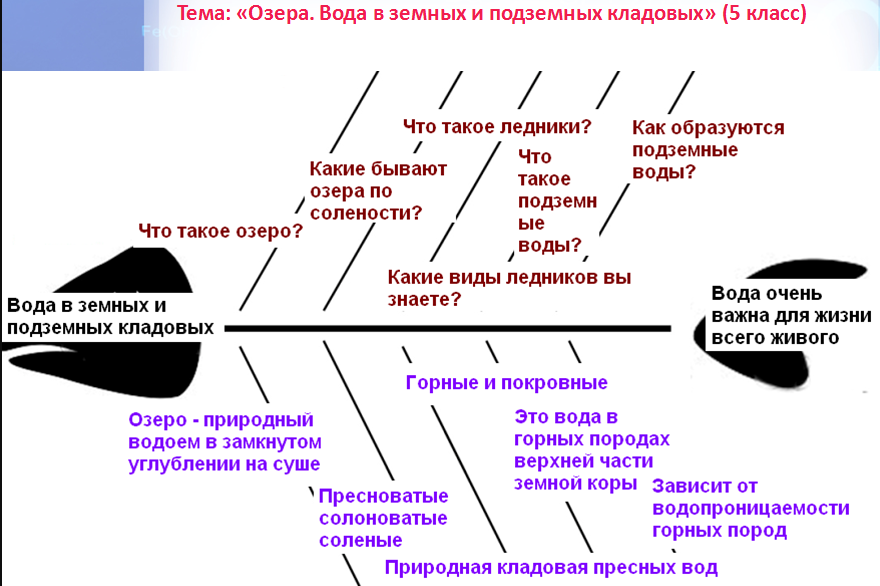 Тема: «Озера. Вода в земных и подземных кладовых» (5 класс)
Что такое ледники?
Как образуются
подземные
воды?
Что
такое
подземн
ые
воды?
Какие бывают
озера по
солености?
Что такое озеро?
Какие виды ледников вы
знаете?
Вода в земных и
подземных кладовых
Вода очень
важна для жизни
всего живого
Горные и покровные
Озеро - природный
водоем в замкнутом
углублении на суше
Это вода в
горных породах
верхней части
земной коры
Зависит от
водопроницаемости
горных пород
Пресноватые
солоноватые
соленые
Природная кладовая пресных вод